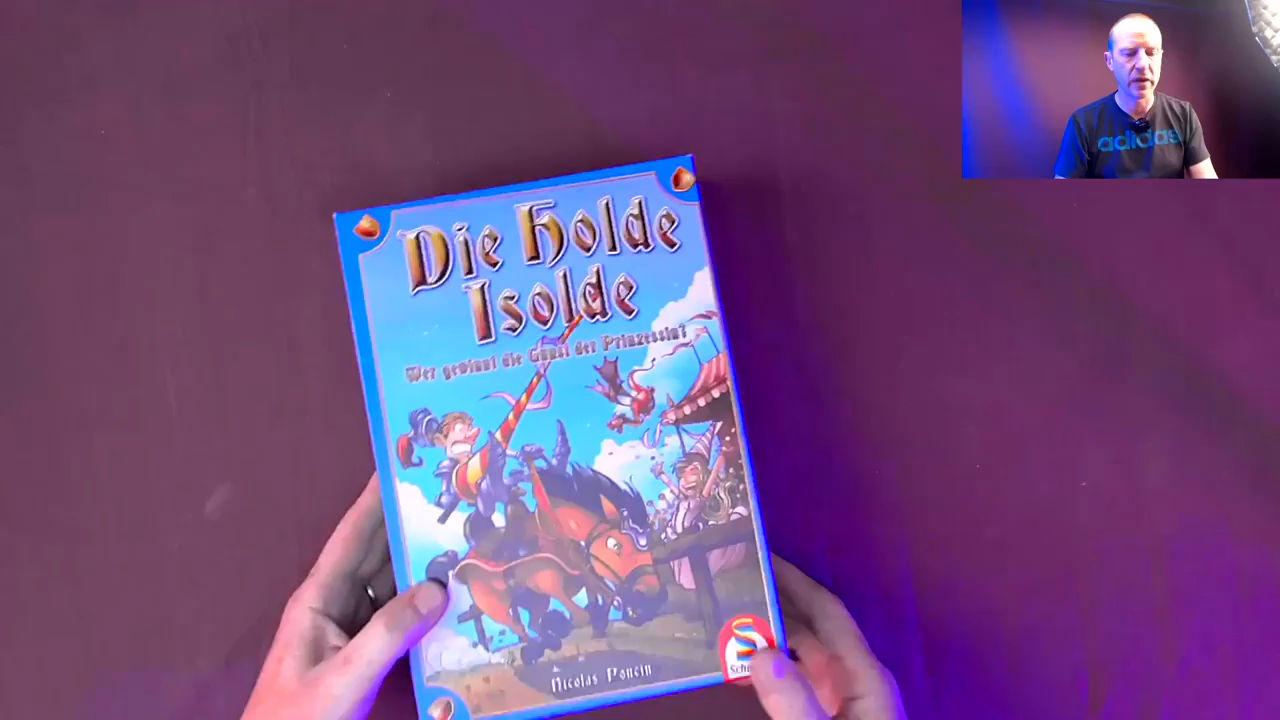 adidas
Die Holde
Isolde
Wer gewinnt die Gunst der Prinzessin?
Nicolas Poncin